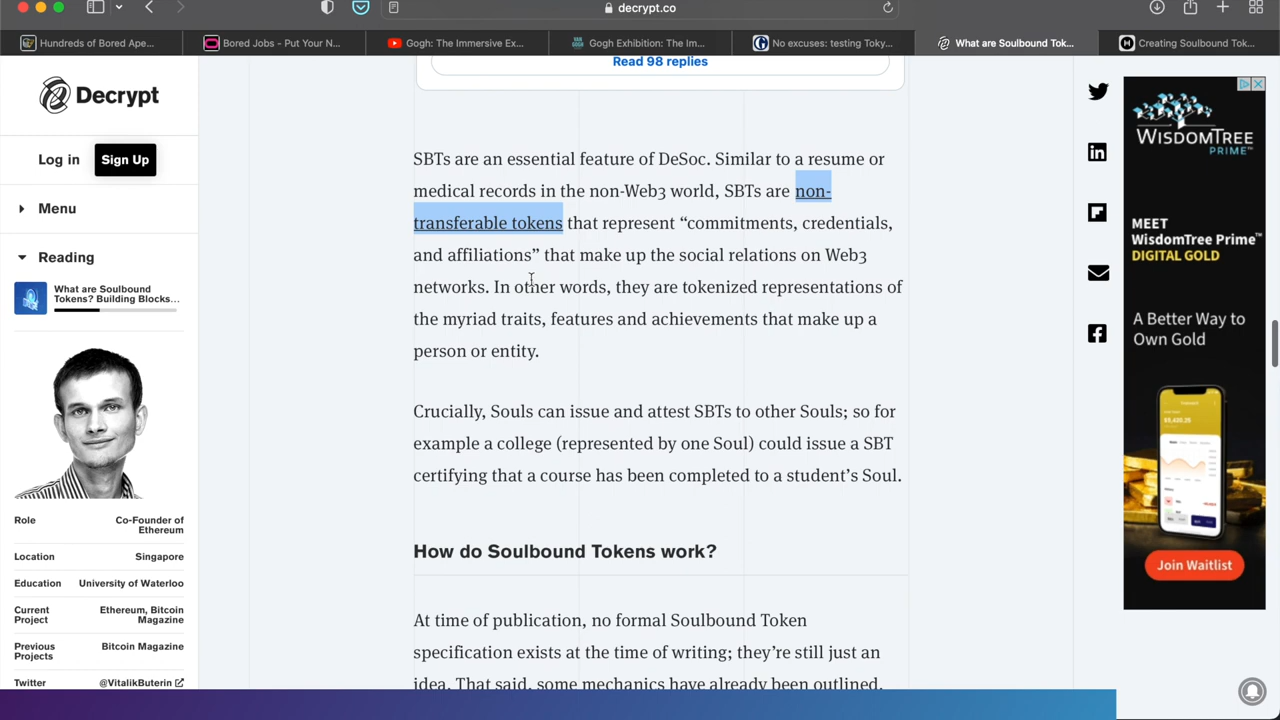 decrypt.co
Hundreds of Bored Ape...
Bored Jobs - Put Your N...
Gogh: The Immersive Ex...
Gogh Exhibition: The Im...
No excuses: testing Toky...
What are Soulbound Tok...
Creating Soulbound Tok...
Decrypt
Log in
Sign Up
Menu
Reading
What are Soulbound
Tokens? Building Blocks...
Role
Co-Founder of
Ethereum
Location
Singapore
Education
University of Waterloo
Current
Project
Ethereum, Bitcoin
Magazine
Previous
Projects
Bitcoin Magazine
Twitter
@VitalikButerin
Read 98 replies
SBTs are an essential feature of DeSoc. Similar to a resume or
medical records in the non-Web3 world, SBTs are non-
transferable tokens that represent “commitments, credentials,
and affiliations” that make up the social relations on Web3
networks. In other words, they are tokenized representations of
the myriad traits, features and achievements that make up a
person or entity.
Crucially, Souls can issue and attest SBTs to other Souls; so for
example a college (represented by one Soul) could issue a SBT
certifying that a course has been completed to a student’s Soul.
How do Soulbound Tokens work?
At time of publication, no formal Soulbound Token
specification exists at the time of writing; they’re still just an
idea. That said, some mechanics have already been outlined.
WISDOMTREE
PRIME™
MEET
WisdomTree Prime™
DIGITAL GOLD
A Better Way to
Own Gold
Join Waitlist